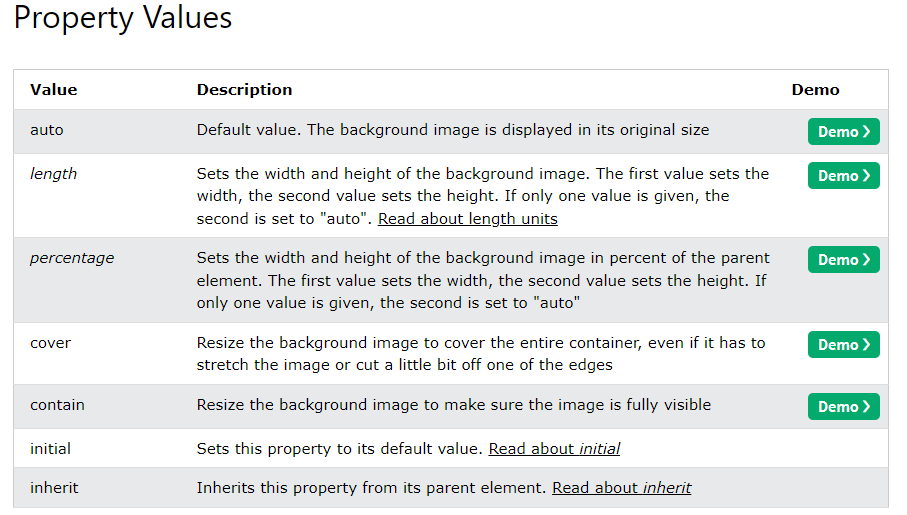 Property Values
Value Description Demo
auto Default value. The background image is displayed in its original size Demo ❯
length Sets the width and height of the background image. The first value sets the Demo ❯
width, the second value sets the height. If only one value is given, the
second is set to "auto". Read about length units
percentage Sets the width and height of the background image in percent of the parent Demo ❯
element. The first value sets the width, the second value sets the height. If
only one value is given, the second is set to "auto"
cover Resize the background image to cover the entire container, even if it has to Demo ❯
stretch the image or cut a little bit off one of the edges
contain Resize the background image to make sure the image is fully visible Demo ❯
initial Sets this property to its default value. Read about initial
inherit Inherits this property from its parent element. Read about inherit